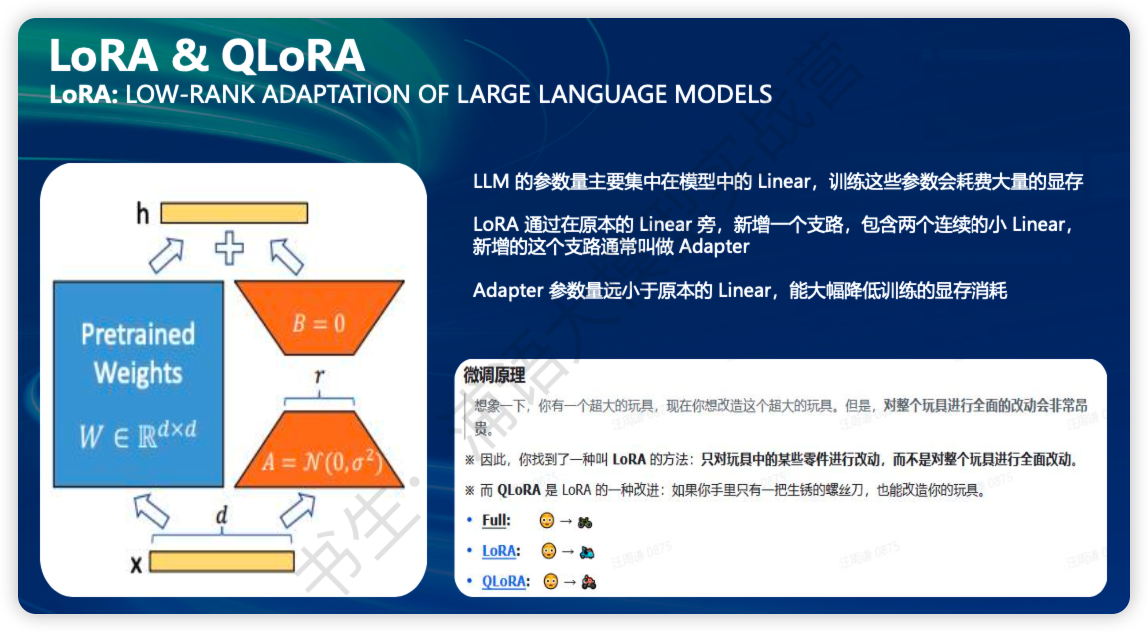 LoRA & QLoRA
LoRA: LOW-RANK ADAPTATION OF LARGE LANGUAGE MODELS
h
Pretrained
Weights
W ∈ ℝ^{d×d}
B = 0
r
A = 𝒩(0, σ²)
d
x
LLM 的参数量主要集中在模型中的 Linear，训练这些参数会耗费大量的显存
LoRA 通过在原本的 Linear 旁，新增一个支路，包含两个连续的小 Linear，
新增的这个支路通常叫做 Adapter
Adapter 参数量远小于原本的 Linear，能大幅降低训练的显存消耗
微调原理
想象一下，你有一个超大的玩具，现在你想改造这个超大的玩具。但是，对整个玩具进行全面的改动会非常昂
贵。
※ 因此，你找到了一种叫 LoRA 的方法：只对玩具中的某些零件进行改动，而不是对整个玩具进行全面改动。
※ 而 QLoRA 是 LoRA 的一种改进：如果你手里只有一把生锈的螺丝刀，也能改造你的玩具。
• Full: 😳 → 🏍
• LoRA: 😳 → 🛵
• QLoRA: 😳 → 🏍
书生·浦语大模型实战营